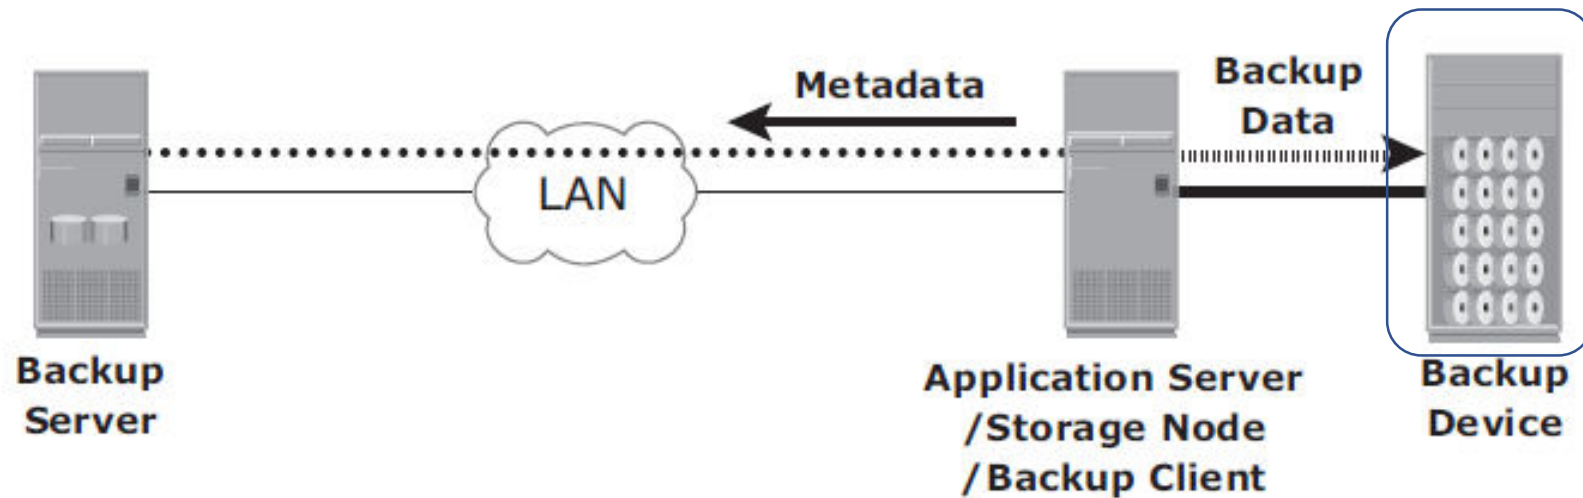 Metadata
Backup
Data
LAN
Backup
Server
Application Server
/Storage Node
/Backup Client
Backup
Device